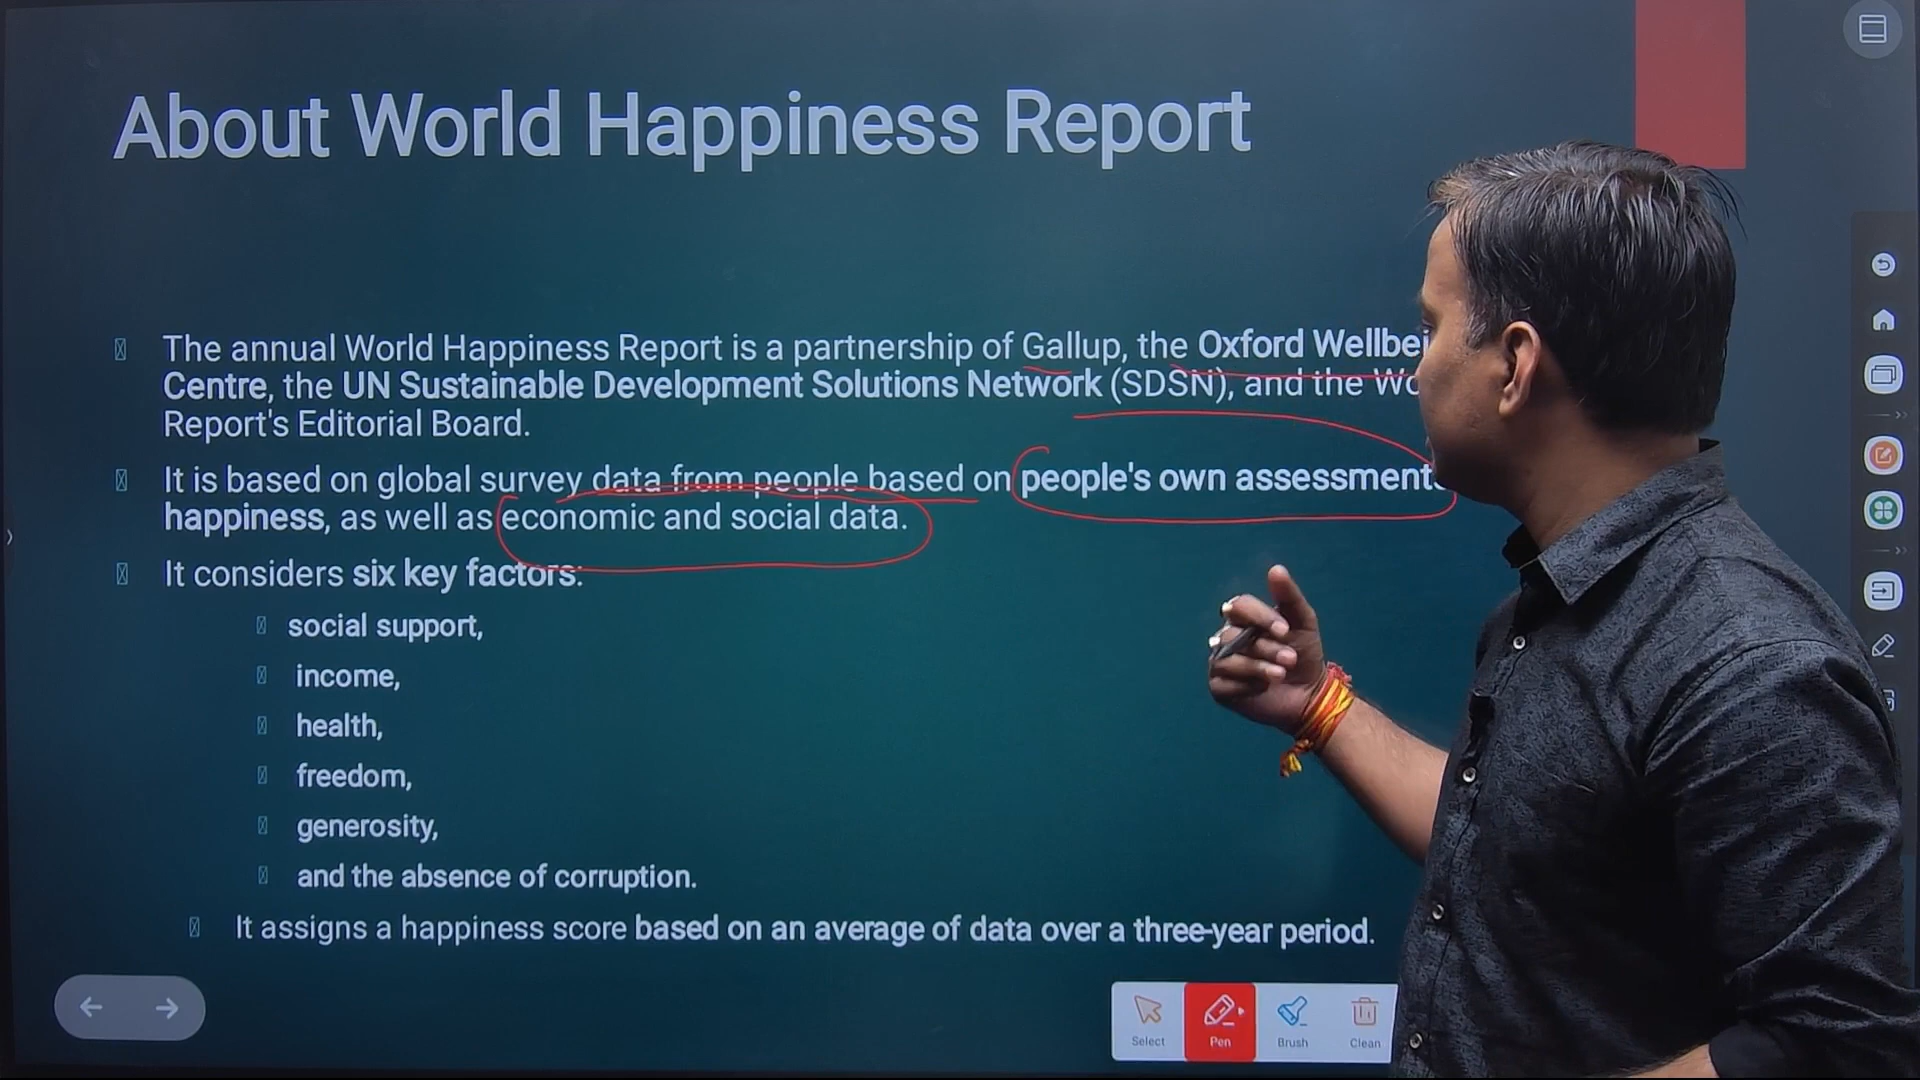 About World Happiness Report
The annual World Happiness Report is a partnership of Gallup, the Oxford
Centre, the UN Sustainable Development Solutions Network (SDSN), and the
Report's Editorial Board.
It is based on global survey data from people based on people's own
happiness, as well as economic and social data.
It considers six key factors:
social support,
income,
health,
freedom,
generosity,
and the absence of corruption.
It assigns a happiness score based on an average of data over a three-year period.
Select Pen Brush Clean